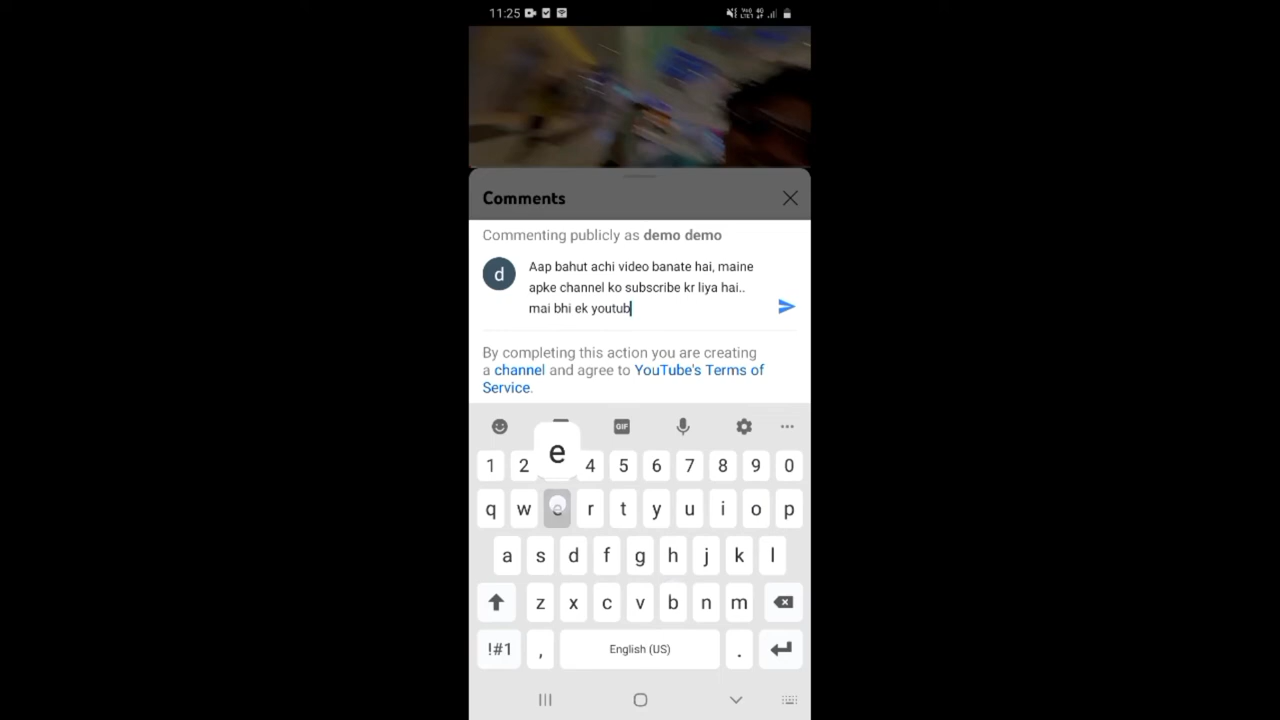 11:25
Comments
Commenting publicly as demo demo
d
Aap bahut achi video banate hai, maine
apke channel ko subscribe kr liya hai..
mai bhi ek youtub
By completing this action you are creating
a channel and agree to YouTube's Terms of
Service.
GIF
e
1 2 4 5 6 7 8 9 0
q w e r t y u i o p
a s d f g h j k l
z x c v b n m
!#1 , English (US) .